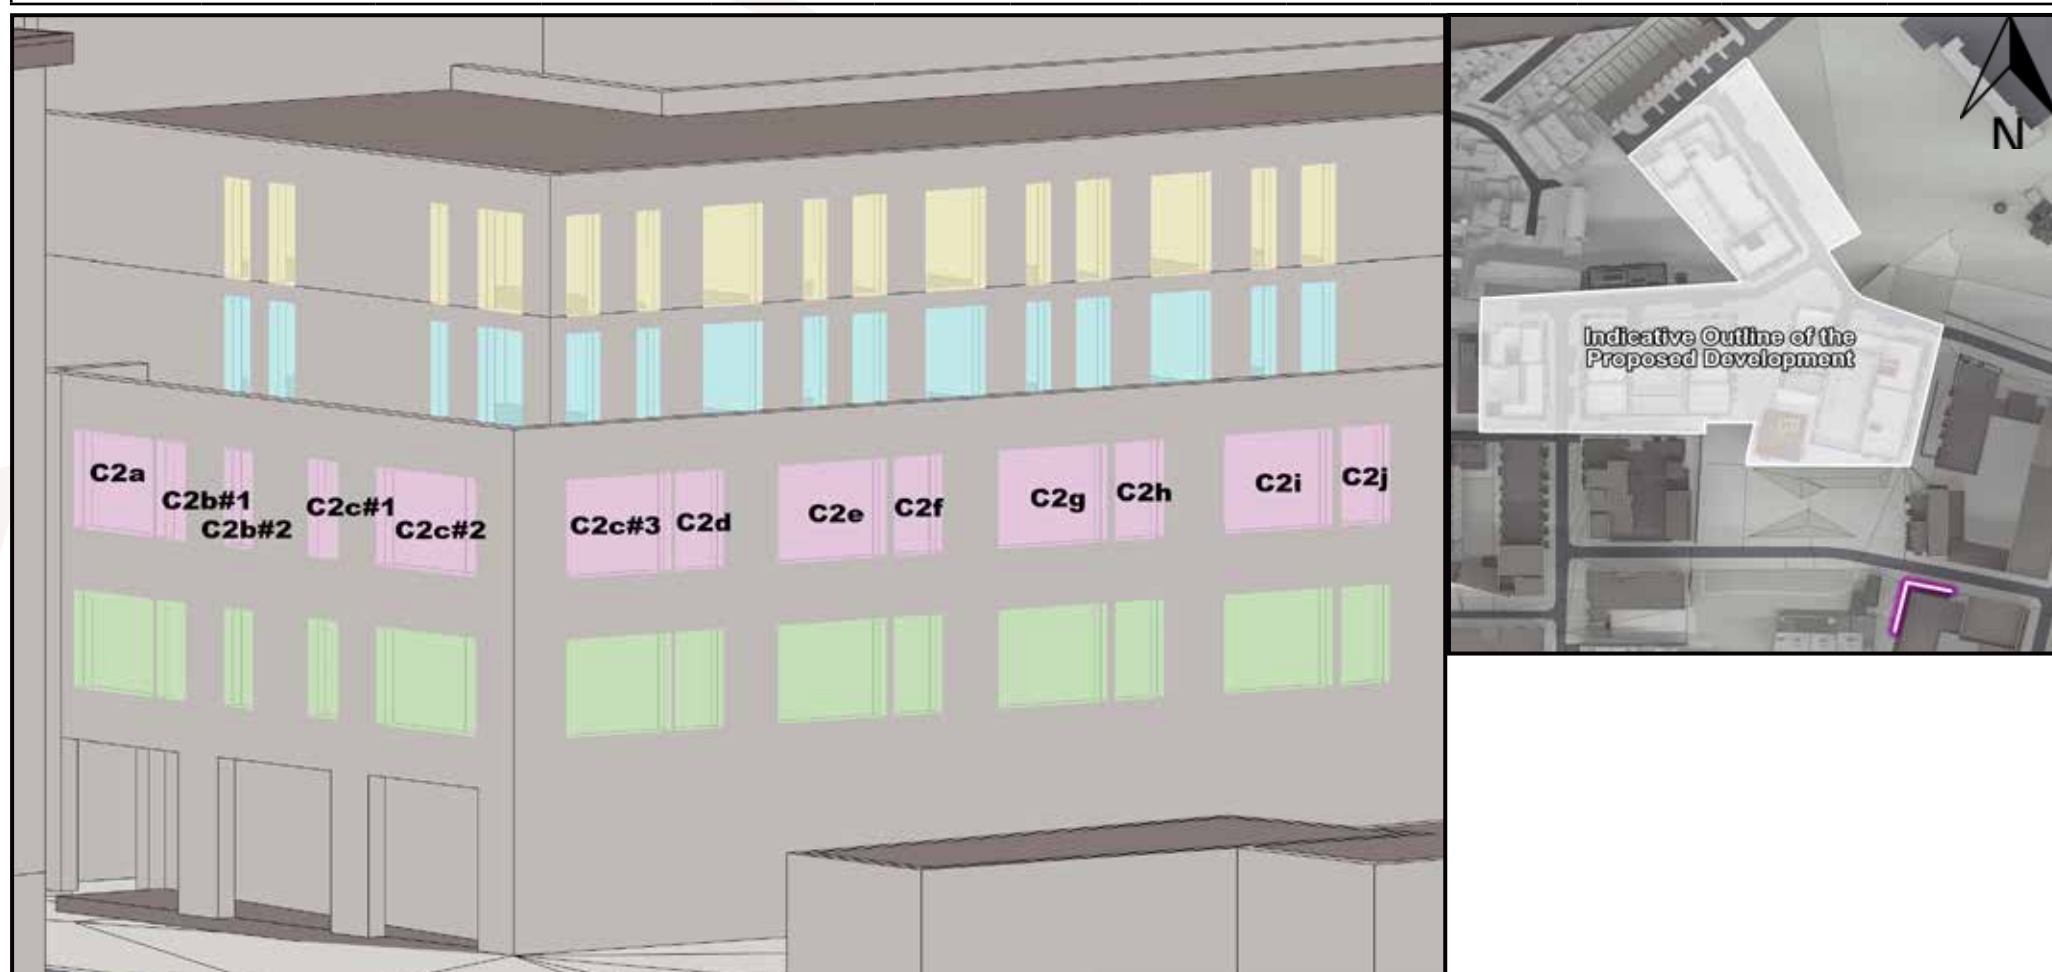 C2a
C2b#1
C2b#2
C2c#1
C2c#2
C2c#3
C2d
C2e
C2f
C2g
C2h
C2i
C2j
N
Indicative Outline of the
Proposed Development